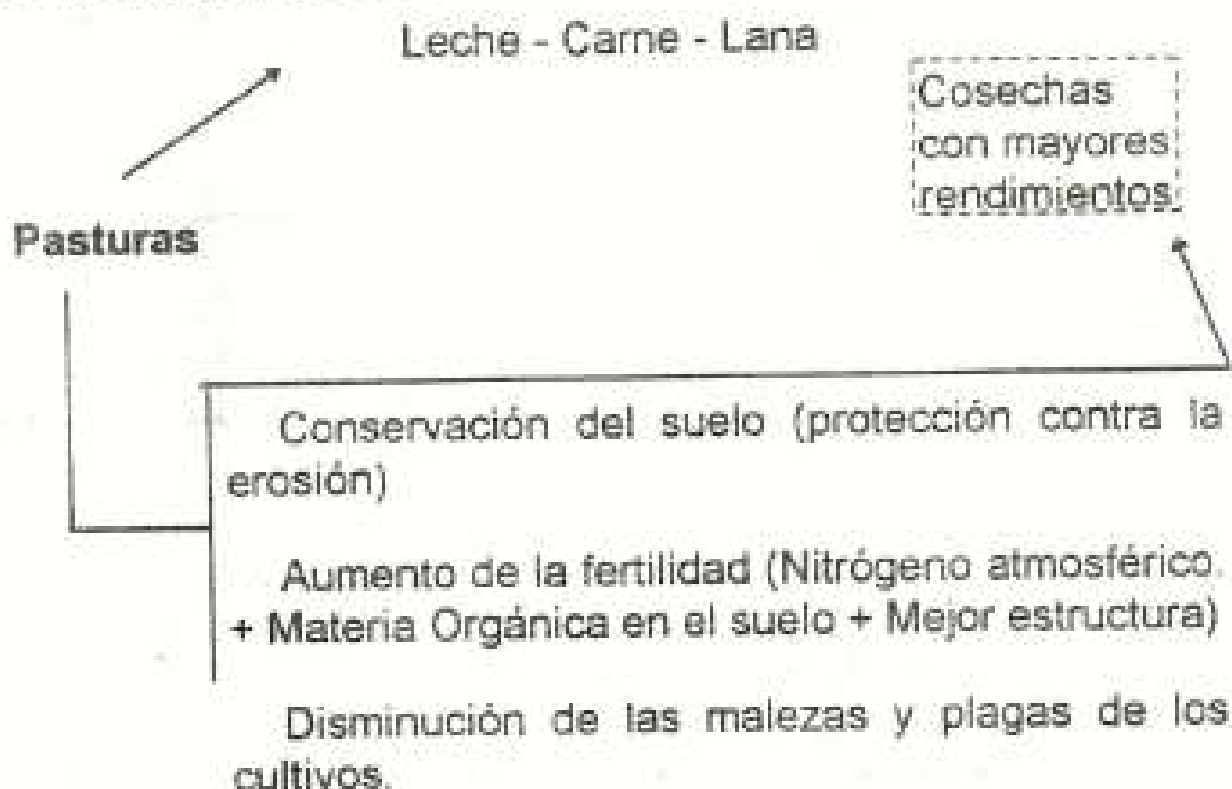 Leche - Carne - Lana
Cosechas
con mayores
rendimientos
Pasturas
Conservación del suelo (protección contra la
erosión)
Aumento de la fertilidad (Nitrógeno atmosférico.
+ Materia Orgánica en el suelo + Mejor estructura)
Disminución de las malezas y plagas de los
cultivos.